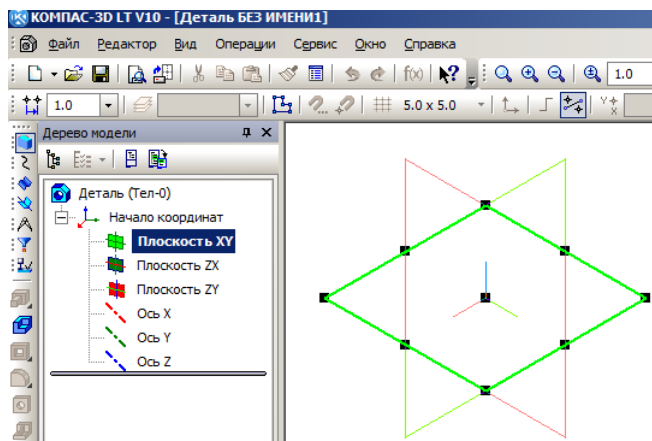 КОМПАС-3D LT V10 - [Деталь БЕЗ ИМЕНИ1]
Файл Редактор Вид Операции Сервис Окно Справка
f(x) 1.0
1.0 5.0 x 5.0
Дерево модели
Деталь (Тел-0)
Начало координат
Плоскость XY
Плоскость ZX
Плоскость ZY
Ось X
Ось Y
Ось Z